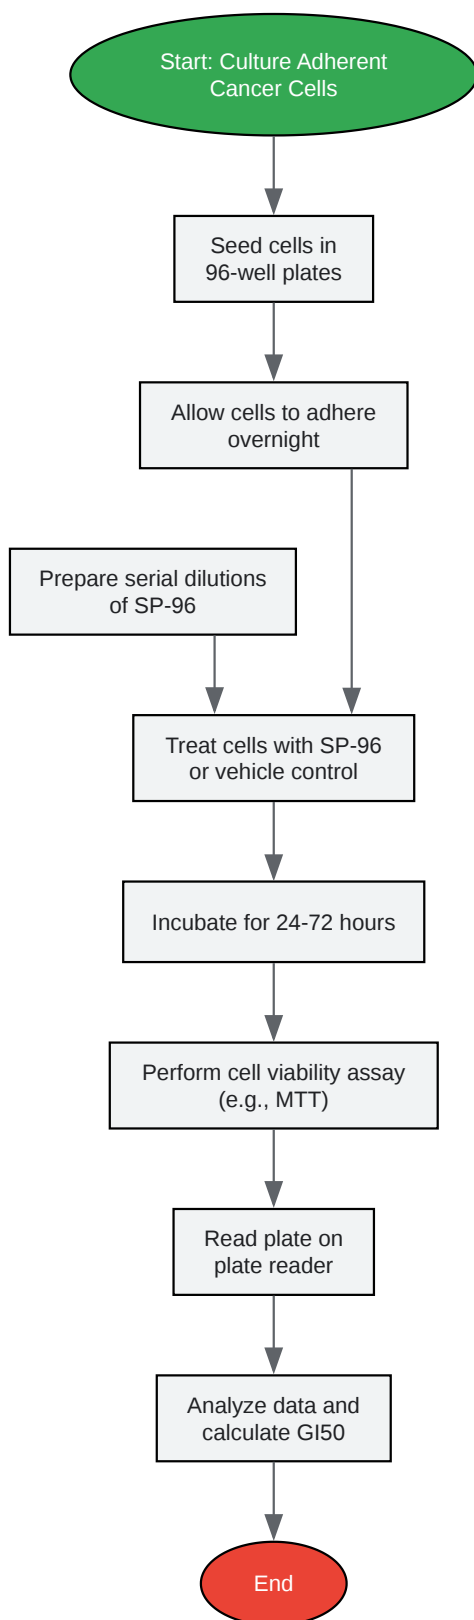 Start: Culture Adherent
Cancer Cells
Seed cells in
96-well plates
Allow cells to adhere
overnight
Prepare serial dilutions
of SP-96
Treat cells with SP-96
or vehicle control
Incubate for 24-72 hours
Perform cell viability assay
(e.g., MTT)
Read plate on
plate reader
Analyze data and
calculate GI50
End